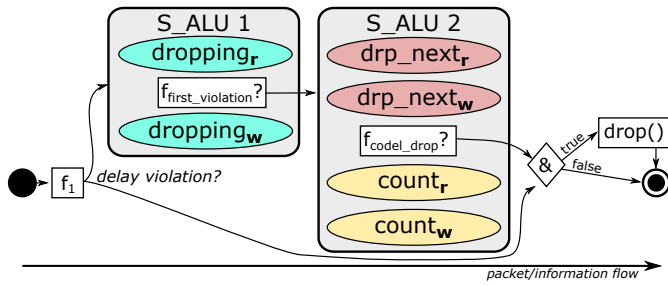 S_ALU 1
dropping_r
f_first_violation?
dropping_w
S_ALU 2
drp_next_r
drp_next_w
f_codel_drop?
count_r
count_w
f_1
delay violation?
&
true
false
drop()
packet/information flow